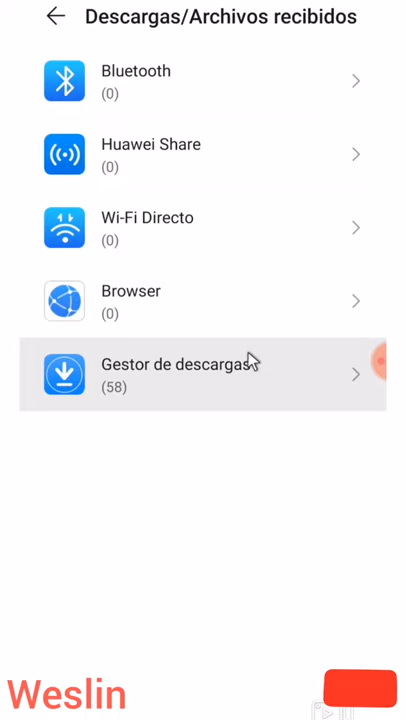 Descargas/Archivos recibidos
Bluetooth
(0)
Huawei Share
(0)
Wi-Fi Directo
(0)
Browser
(0)
Gestor de descargas
(58)
Weslin